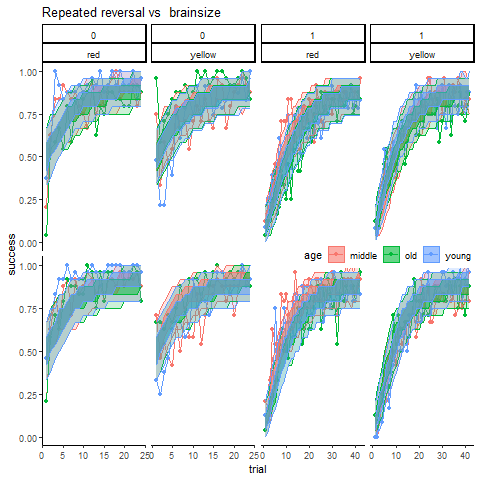 Repeated reversal vs  brainsize
0 0 1 1
red yellow red yellow
1.00
0.75
0.50
0.25
0.00
success
age middle old young
1.00
0.75
0.50
0.25
0.00
0 5 10 15 20 25 0 5 10 15 20 25 0 10 20 30 40 0 10 20 30 40
trial